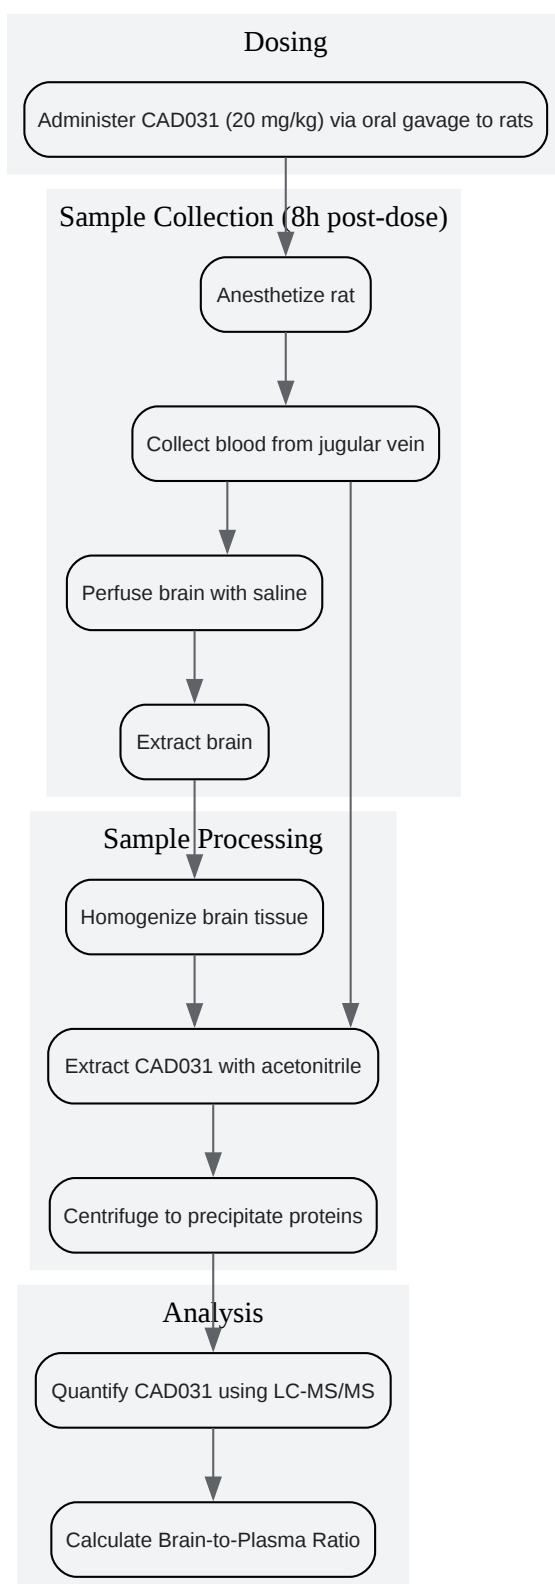 Dosing
Administer CAD031 (20 mg/kg) via oral gavage to rats
Sample Collection (8h post-dose)
Anesthetize rat
Collect blood from jugular vein
Perfuse brain with saline
Extract brain
Sample Processing
Homogenize brain tissue
Extract CAD031 with acetonitrile
Centrifuge to precipitate proteins
Analysis
Quantify CAD031 using LC-MS/MS
Calculate Brain-to-Plasma Ratio